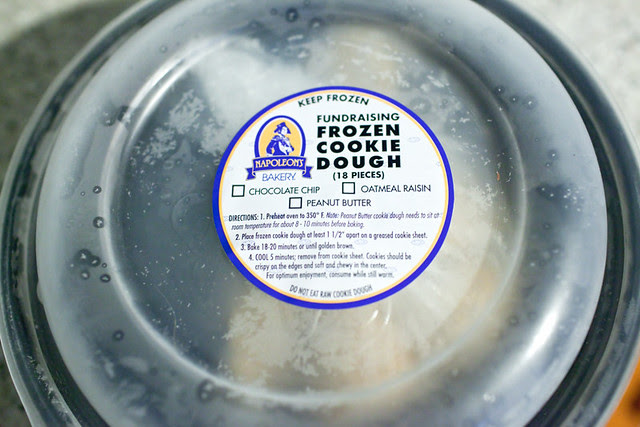 KEEP FROZEN
FUNDRAISING
FROZEN
COOKIE
DOUGH
(18 PIECES)
NAPOLEON'S
BAKERY
CHOCOLATE CHIP
OATMEAL RAISIN
PEANUT BUTTER
DIRECTIONS: 1. Preheat oven to 350° F. Note: Peanut Butter cookie dough needs to sit at
room temperature for about 8 - 10 minutes before baking.
2. Place frozen cookie dough at least 1 1/2" apart on a greased cookie sheet.
3. Bake 18-20 minutes or until golden brown.
4. COOL 5 minutes; remove from cookie sheet. Cookies should be
crispy on the edges and soft and chewy in the center.
For optimum enjoyment, consume while still warm.
DO NOT EAT RAW COOKIE DOUGH